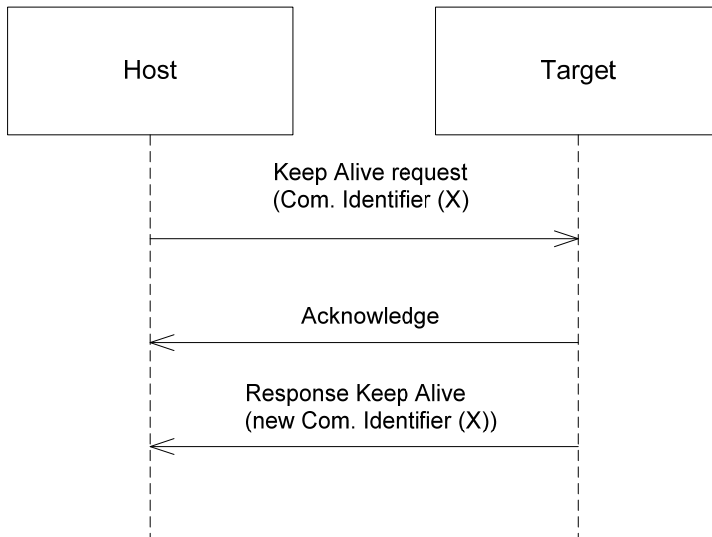 Host
Target
Keep Alive request
(Com. Identifier (X)
Acknowledge
Response Keep Alive
(new Com. Identifier (X))